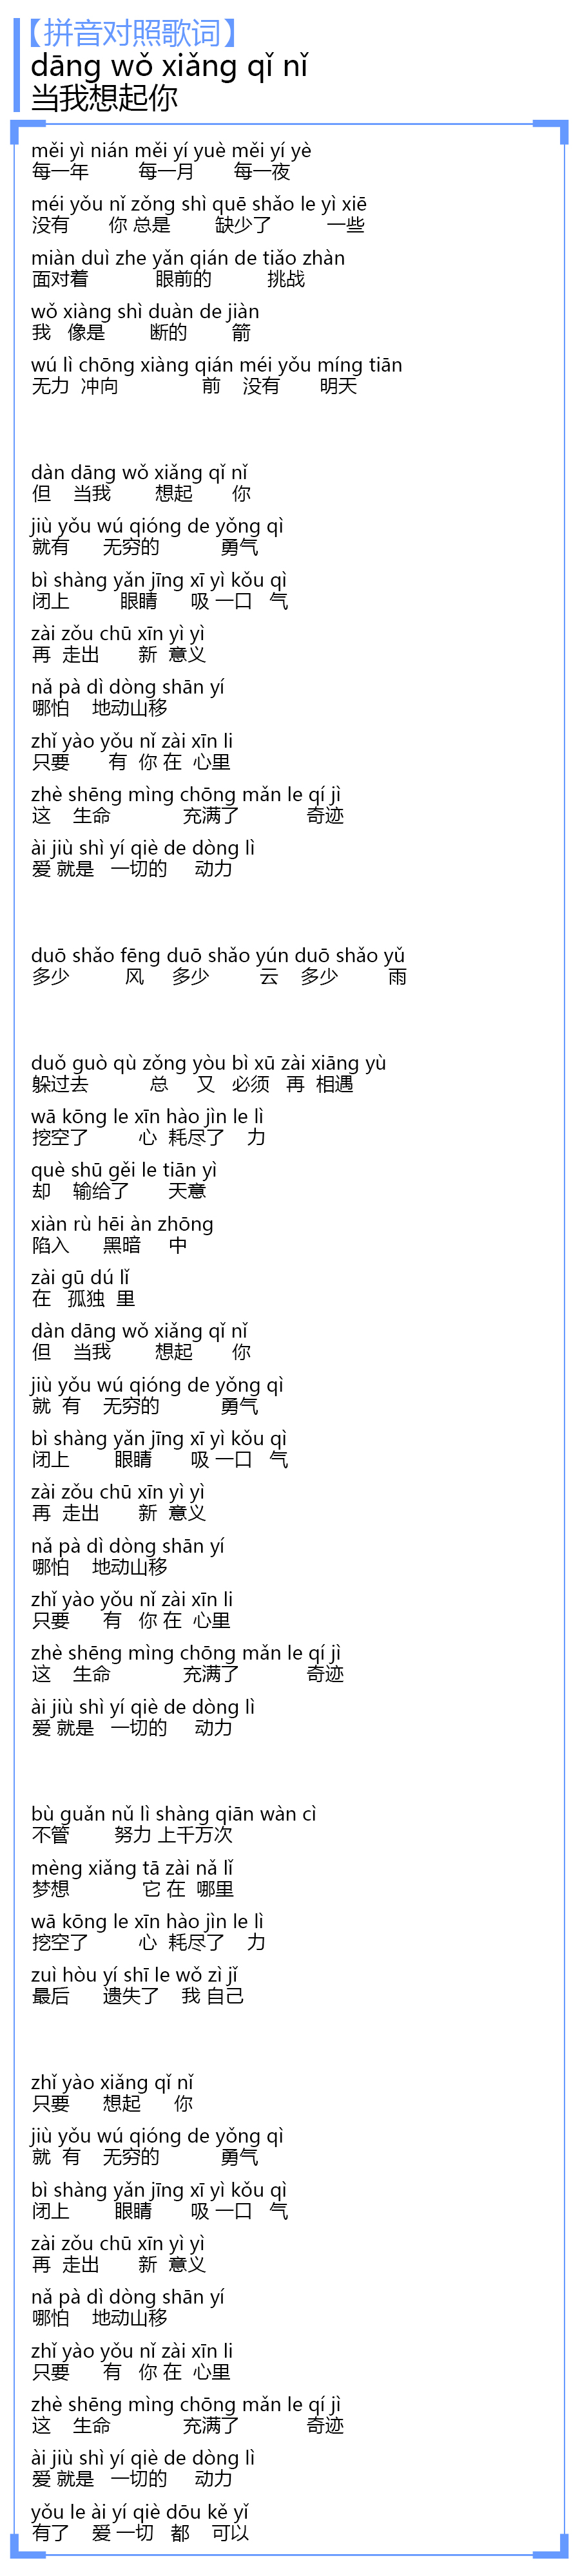 【拼音对照歌词】
dāng wǒ xiǎng qǐ nǐ
当我想起你
měi yì nián měi yí yuè měi yí yè
每一年 每一月 每一夜
méi yǒu nǐ zǒng shì quē shǎo le yì xiē
没有 你 总是 缺少了 一些
miàn duì zhe yǎn qián de tiǎo zhàn
面对着 眼前的 挑战
wǒ xiàng shì duàn de jiàn
我 像是 断的 箭
wú lì chōng xiàng qián méi yǒu míng tiān
无力 冲向 前 没有 明天
dàn dāng wǒ xiǎng qǐ nǐ
但 当我 想起 你
jiù yǒu wú qióng de yǒng qì
就有 无穷的 勇气
bì shàng yǎn jīng xī yì kǒu qì
闭上 眼睛 吸 一口 气
zài zǒu chū xīn yì yì
再 走出 新 意义
nǎ pà dì dòng shān yí
哪怕 地动山移
zhǐ yào yǒu nǐ zài xīn li
只要 有 你 在 心里
zhè shēng mìng chōng mǎn le qí jì
这 生命 充满了 奇迹
ài jiù shì yí qiè de dòng lì
爱 就是 一切的 动力
duō shǎo fēng duō shǎo yún duō shǎo yǔ
多少 风 多少 云 多少 雨
duǒ guò qù zǒng yòu bì xū zài xiāng yù
躲过去 总 又 必须 再 相遇
wā kōng le xīn hào jìn le lì
挖空了 心 耗尽了 力
què shū gěi le tiān yì
却 输给了 天意
xiàn rù hēi àn zhōng
陷入 黑暗 中
zài gū dú lǐ
在 孤独 里
dàn dāng wǒ xiǎng qǐ nǐ
但 当我 想起 你
jiù yǒu wú qióng de yǒng qì
就 有 无穷的 勇气
bì shàng yǎn jīng xī yì kǒu qì
闭上 眼睛 吸 一口 气
zài zǒu chū xīn yì yì
再 走出 新 意义
nǎ pà dì dòng shān yí
哪怕 地动山移
zhǐ yào yǒu nǐ zài xīn li
只要 有 你 在 心里
zhè shēng mìng chōng mǎn le qí jì
这 生命 充满了 奇迹
ài jiù shì yí qiè de dòng lì
爱 就是 一切的 动力
bù guǎn nǔ lì shàng qiān wàn cì
不管 努力 上千万次
mèng xiǎng tā zài nǎ lǐ
梦想 它 在 哪里
wā kōng le xīn hào jìn le lì
挖空了 心 耗尽了 力
zuì hòu yí shī le wǒ zì jǐ
最后 遗失了 我 自己
zhǐ yào xiǎng qǐ nǐ
只要 想起 你
jiù yǒu wú qióng de yǒng qì
就 有 无穷的 勇气
bì shàng yǎn jīng xī yì kǒu qì
闭上 眼睛 吸 一口 气
zài zǒu chū xīn yì yì
再 走出 新 意义
nǎ pà dì dòng shān yí
哪怕 地动山移
zhǐ yào yǒu nǐ zài xīn li
只要 有 你 在 心里
zhè shēng mìng chōng mǎn le qí jì
这 生命 充满了 奇迹
ài jiù shì yí qiè de dòng lì
爱 就是 一切的 动力
yǒu le ài yí qiè dōu kě yǐ
有了 爱 一切 都 可以